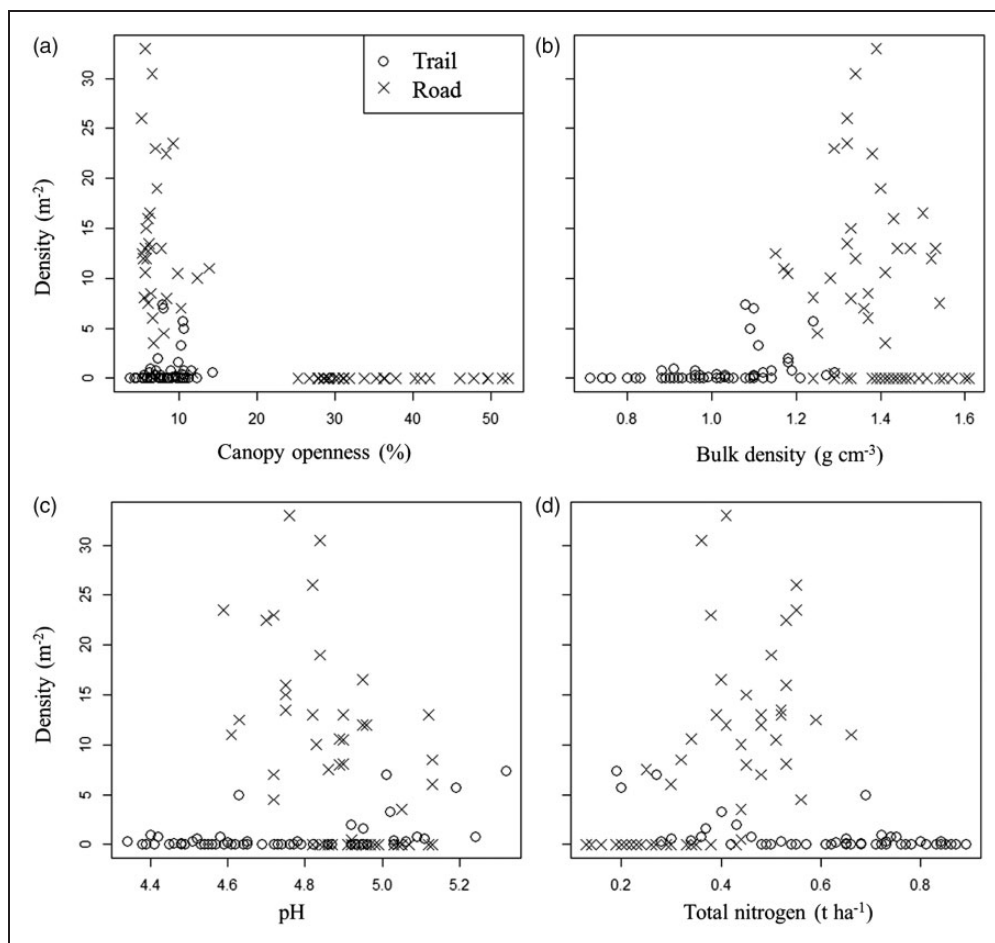 (a)
Trail
Road
Density (m-2)
0 5 10 15 20 25 30
10 20 30 40 50
Canopy openness (%)
(b)
0.8 1.0 1.2 1.4 1.6
Bulk density (g cm-3)
(c)
Density (m-2)
0 5 10 15 20 25 30
4.4 4.6 4.8 5.0 5.2
pH
(d)
0.2 0.4 0.6 0.8
Total nitrogen (t ha-1)